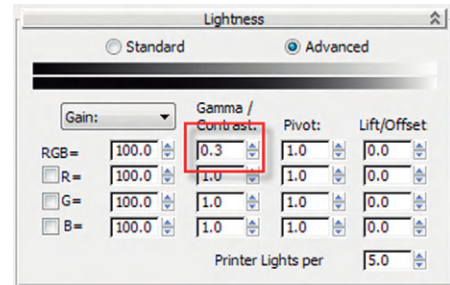 Lightness
Standard Advanced
Gain: Gamma / Contrast: Pivot: Lift/Offset
RGB= 100.0 0.3 1.0 0.0
R= 100.0 1.0 1.0 0.0
G= 100.0 1.0 1.0 0.0
B= 100.0 1.0 1.0 0.0
Printer Lights per 5.0